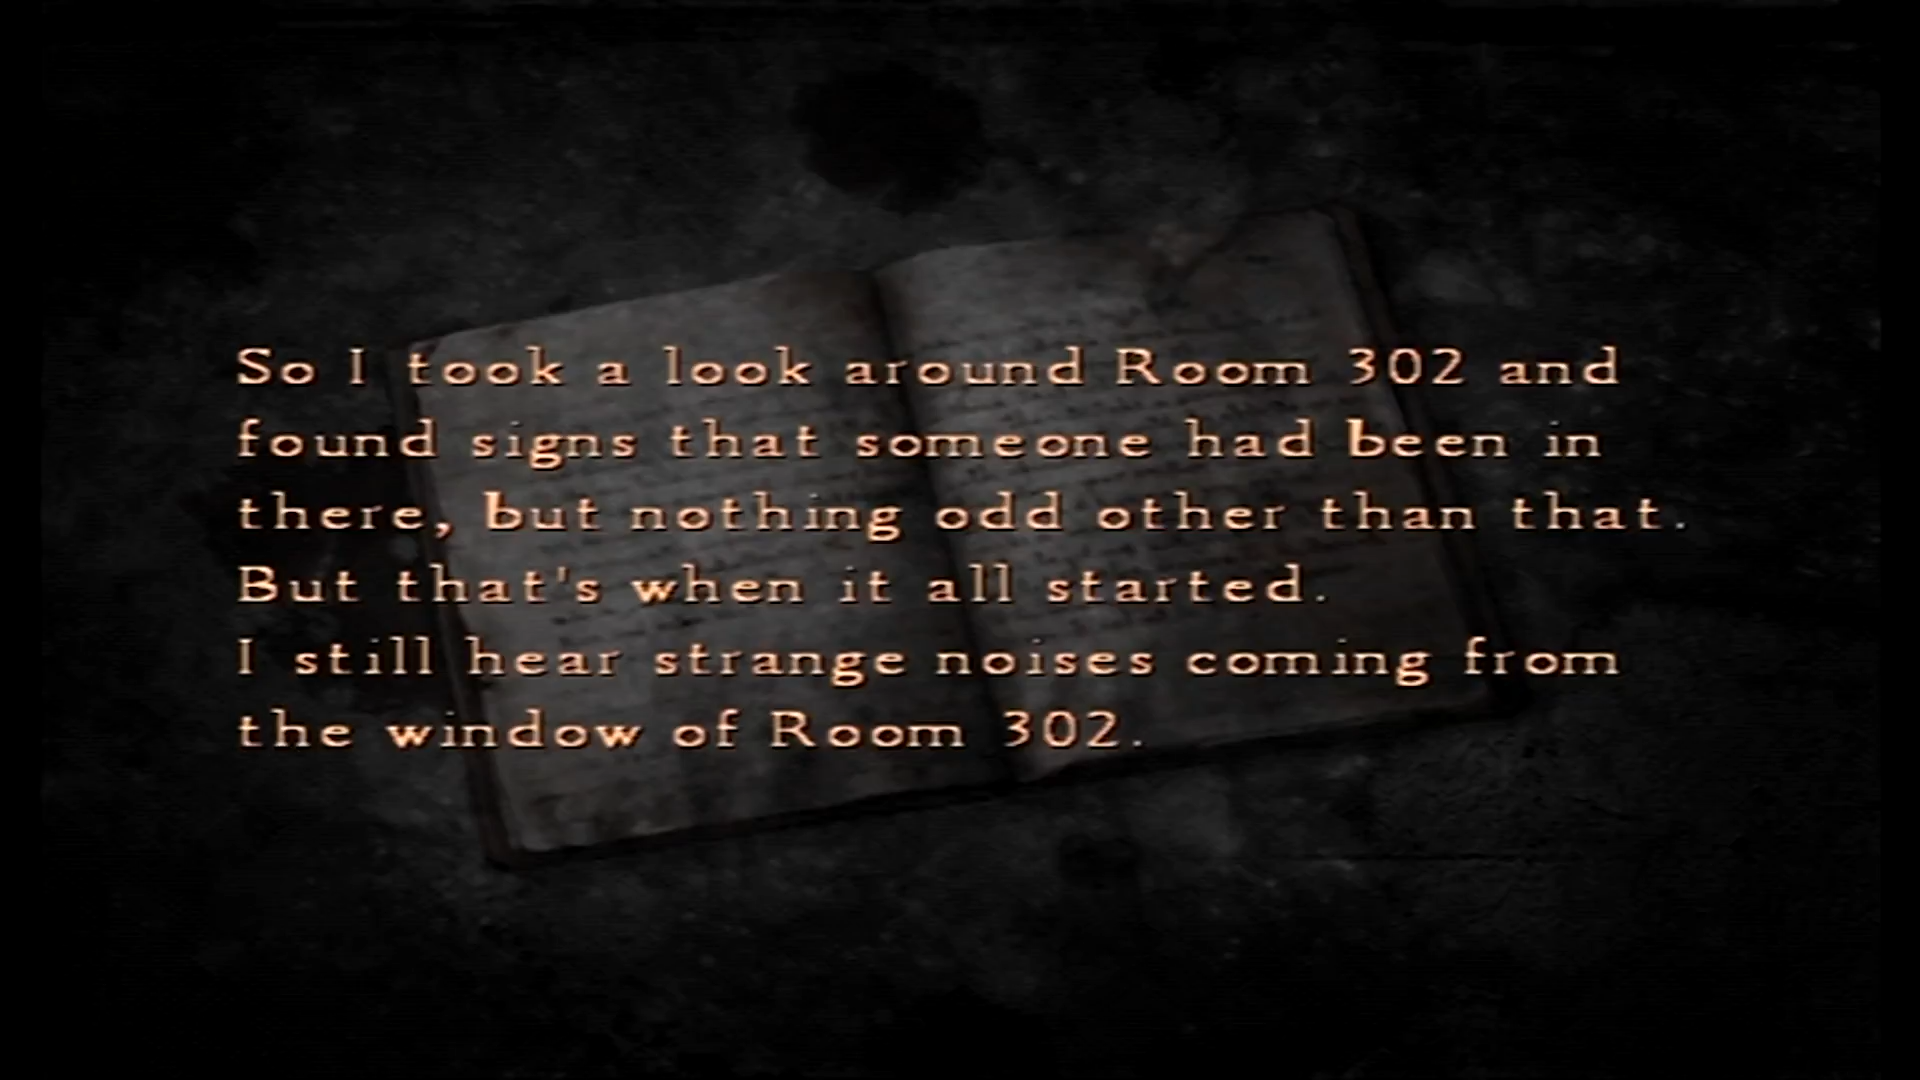 So I took a look around Room 302 and
found signs that someone had been in
there, but nothing odd other than that.
But that's when it all started.
I still hear strange noises coming from
the window of Room 302.